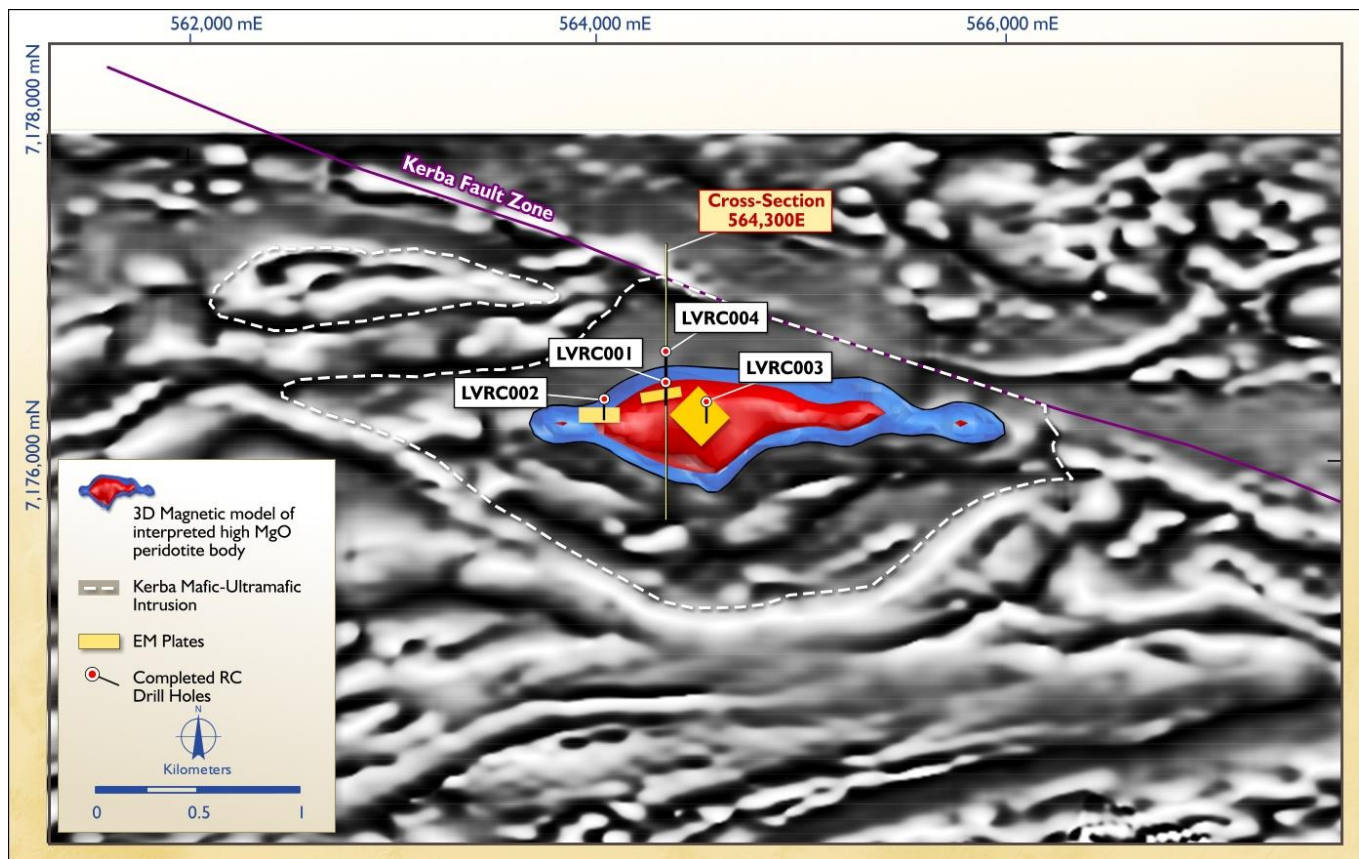 562,000 mE
564,000 mE
566,000 mE
7,178,000 mN
Kerba Fault Zone
Cross-Section
564,300E
LVRC004
LVRC001
LVRC003
LVRC002
7,176,000 mN
3D Magnetic model of
interpreted high MgO
peridotite body
Kerba Mafic-Ultramafic
Intrusion
EM Plates
Completed RC
Drill Holes
N
Kilometers
0
0.5
1